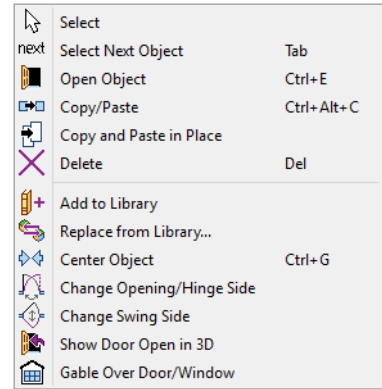 Select
next Select Next Object Tab
Open Object Ctrl+E
Copy/Paste Ctrl+Alt+C
Copy and Paste in Place
Delete Del
Add to Library
Replace from Library...
Center Object Ctrl+G
Change Opening/Hinge Side
Change Swing Side
Show Door Open in 3D
Gable Over Door/Window